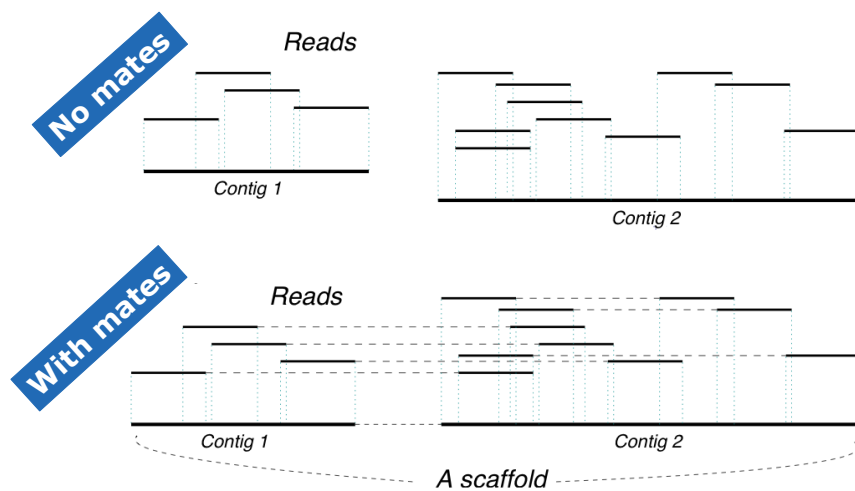 No mates
Reads
Contig 1
Contig 2
With mates
Reads
Contig 1
Contig 2
A scaffold